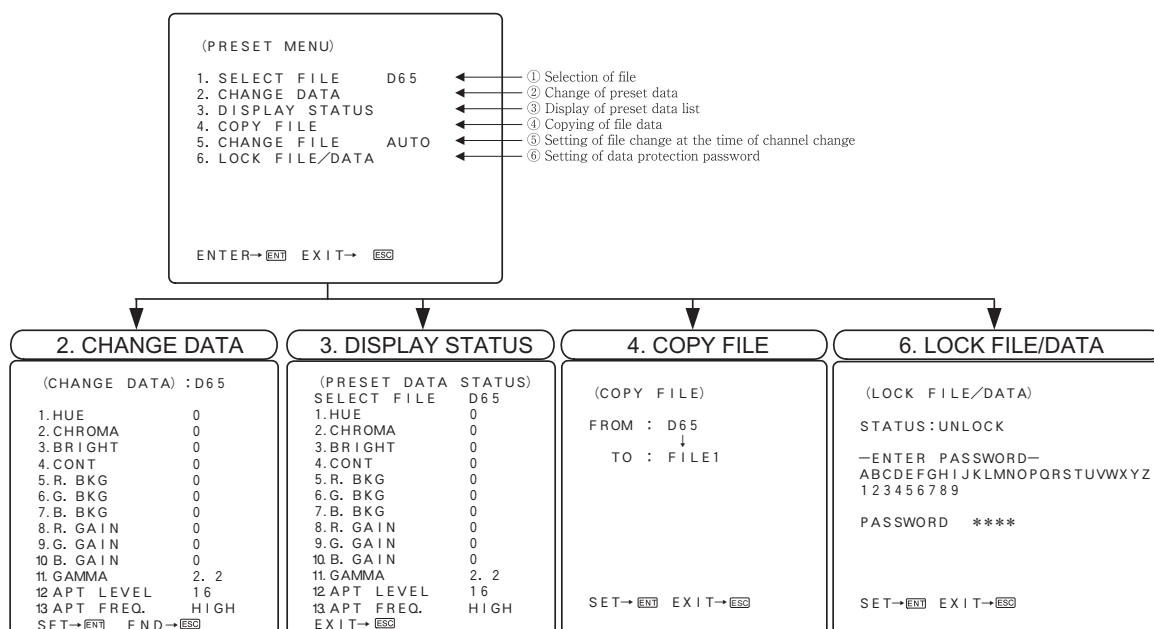 (PRESET MENU)
1. SELECT FILE D65
2. CHANGE DATA
3. DISPLAY STATUS
4. COPY FILE
5. CHANGE FILE AUTO
6. LOCK FILE/DATA
ENTER→ENT EXIT→ ESC
① Selection of file
② Change of preset data
③ Display of preset data list
④ Copying of file data
⑤ Setting of file change at the time of channel change
⑥ Setting of data protection password
2. CHANGE DATA
(CHANGE DATA):D65
1.HUE 0
2.CHROMA 0
3.BRIGHT 0
4.CONT 0
5.R. BKG 0
6.G. BKG 0
7.B. BKG 0
8.R. GAIN 0
9.G. GAIN 0
10.B. GAIN 0
11.GAMMA 2.2
12 APT LEVEL 16
13 APT FREQ. HIGH
SET→ENT END→ESC
3. DISPLAY STATUS
(PRESET DATA STATUS)
SELECT FILE D65
1.HUE 0
2.CHROMA 0
3.BRIGHT 0
4.CONT 0
5.R. BKG 0
6.G. BKG 0
7.B. BKG 0
8.R. GAIN 0
9.G. GAIN 0
10.B. GAIN 0
11.GAMMA 2.2
12 APT LEVEL 16
13 APT FREQ. HIGH
EXIT→ESC
4. COPY FILE
(COPY FILE)
FROM : D65
↓
TO : FILE1
SET→ENT EXIT→ESC
6. LOCK FILE/DATA
(LOCK FILE/DATA)
STATUS:UNLOCK
—ENTER PASSWORD—
ABCDEFGHIJKLMNOPQRSTUVWXYZ
123456789
PASSWORD ****
SET→ENT EXIT→ESC